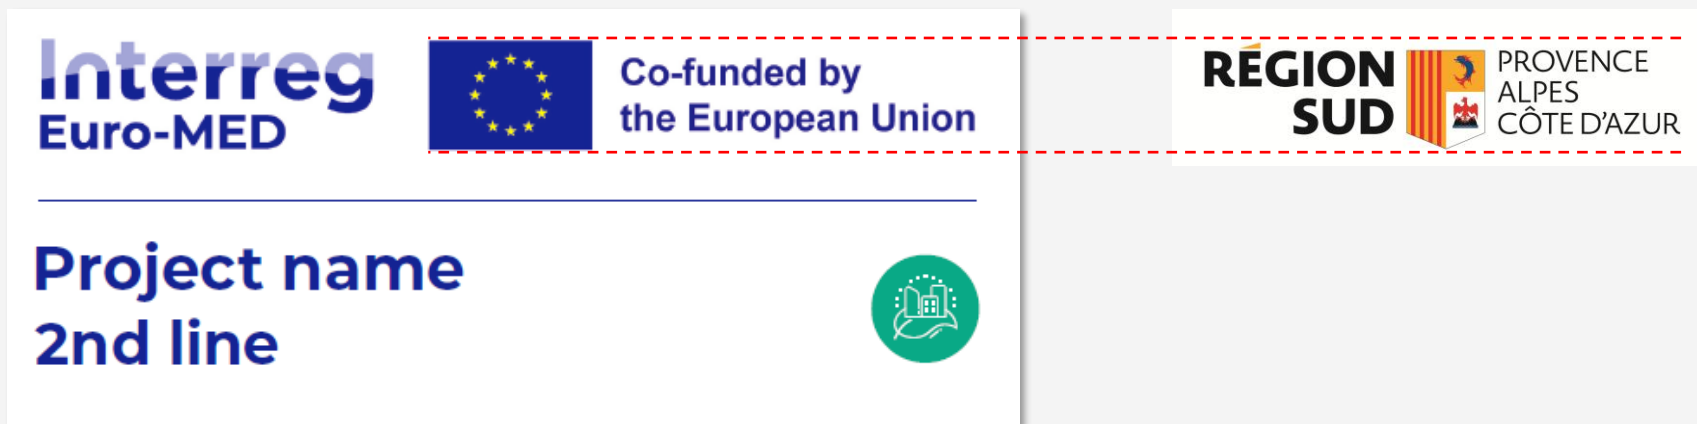 Interreg
Euro-MED
Co-funded by
the European Union
RÉGION
SUD
PROVENCE
ALPES
CÔTE D'AZUR
Project name
2nd line